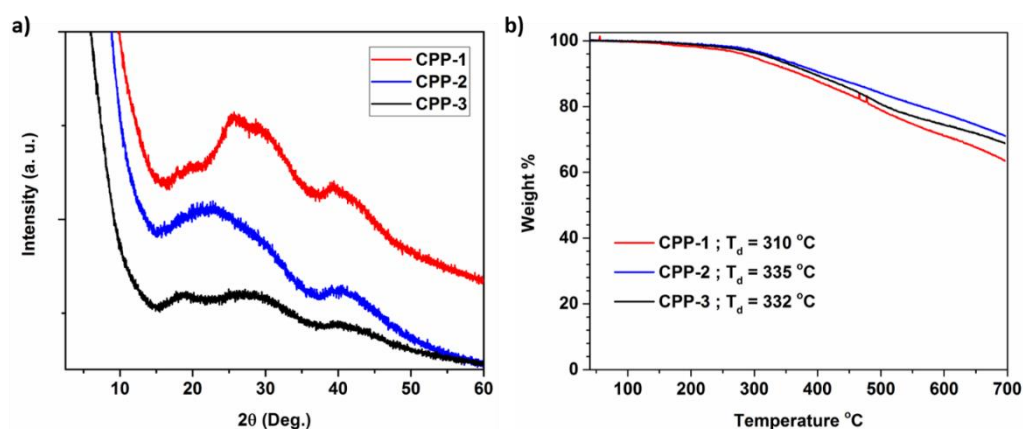 a)
Intensity (a. u.)
CPP-1
CPP-2
CPP-3
10 20 30 40 50 60
2θ (Deg.)
b)
Weight %
100
80
60
40
20
0
CPP-1 ; Td = 310 °C
CPP-2 ; Td = 335 °C
CPP-3 ; Td = 332 °C
100 200 300 400 500 600 700
Temperature °C